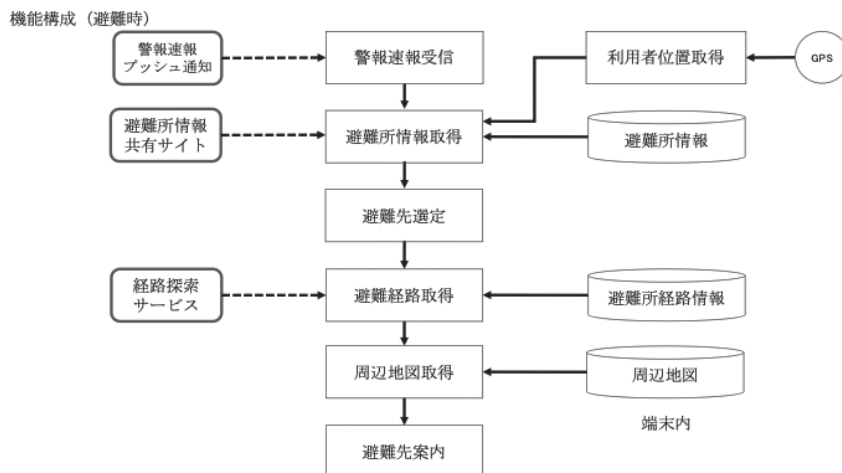 機能構成（避難時）
警報速報
プッシュ通知
警報速報受信
利用者位置取得
GPS
避難所情報
共有サイト
避難所情報取得
避難所情報
避難先選定
経路探索
サービス
避難経路取得
避難所経路情報
周辺地図取得
周辺地図
端末内
避難先案内